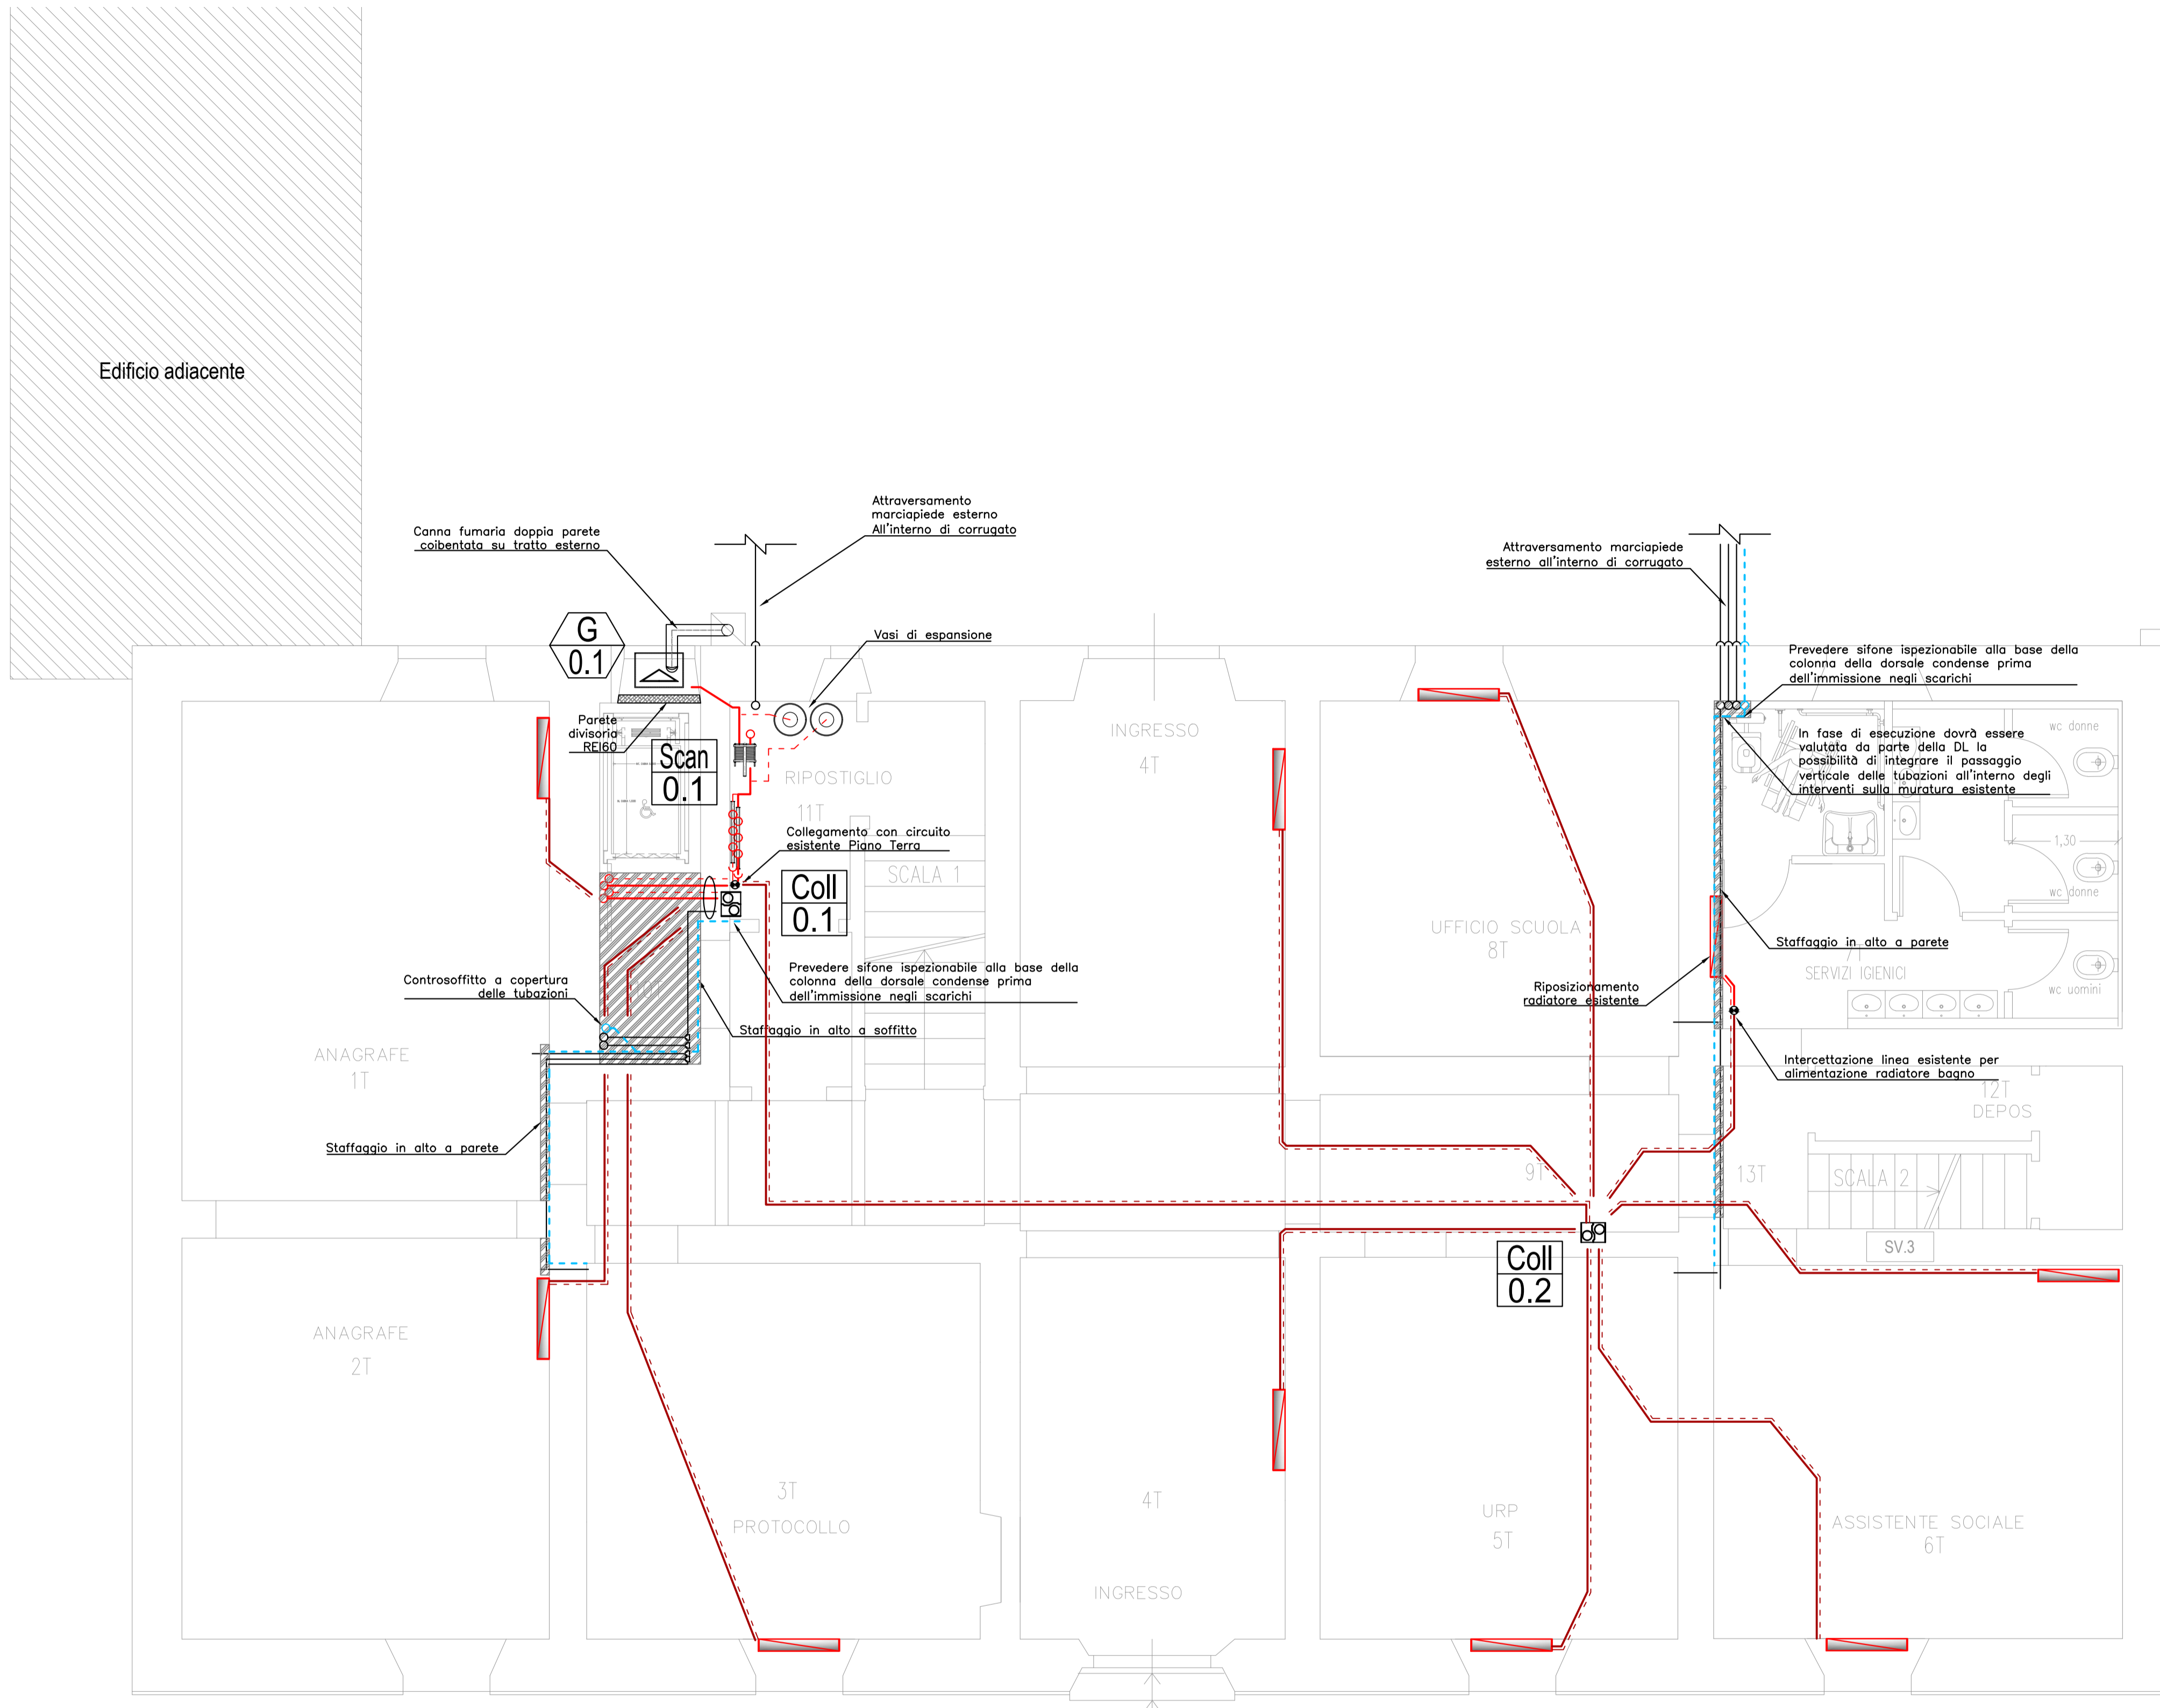 Edificio adiacente
Canna fumaria doppia parete
coibentata su tratto esterno
Attraversamento
marciapiede esterno
All'interno di corrugato
Attraversamento marciapiede
esterno all'interno di corrugato
G
0.1
Vasi di espansione
Prevedere sifone ispezionabile alla base della
colonna della dorsale condense prima
dell'immissione negli scarichi
Parete
divisoria
REI60
Scan
0.1
RIPOSTIGLIO
11T
INGRESSO
4T
In fase di esecuzione dovrà essere
valutata da parte della DL la
possibilità di integrare il passaggio
verticale delle tubazioni all'interno degli
interventi sulla muratura esistente
wc donne
1,30
wc donne
wc uomini
Collegamento con circuito
esistente Piano Terra
Coll
0.1
SCALA 1
UFFICIO SCUOLA
8T
Staffaggio in alto a parete
7T
SERVIZI IGIENICI
Controsoffitto a copertura
delle tubazioni
Prevedere sifone ispezionabile alla base della
colonna della dorsale condense prima
dell'immissione negli scarichi
Riposizionamento
radiatore esistente
Staffaggio in alto a soffitto
ANAGRAFE
1T
Intercettazione linea esistente per
alimentazione radiatore bagno
12T
DEPOS
Staffaggio in alto a parete
9T
13T
SCALA 2
SV.3
Coll
0.2
ANAGRAFE
2T
3T
PROTOCOLLO
4T
INGRESSO
URP
5T
ASSISTENTE SOCIALE
6T